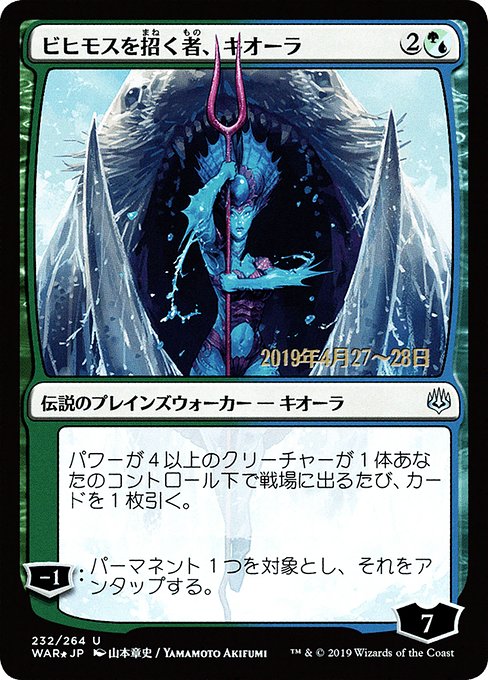 ビヒモスを招く者、キオーラ 2
まね もの
2019年4月27~28日
伝説のプレインズウォーカー — キオーラ
パワーが4以上のクリーチャーが1体あな
たのコントロール下で戦場に出るたび、カー
ドを1枚引く。
-1 :パーマネント1つを対象とし、それをア
ンタップする。
7
232/264 U
WAR★JP 山本章史/YAMAMOTO AKIFUMI
™ & © 2019 Wizards of the Coast